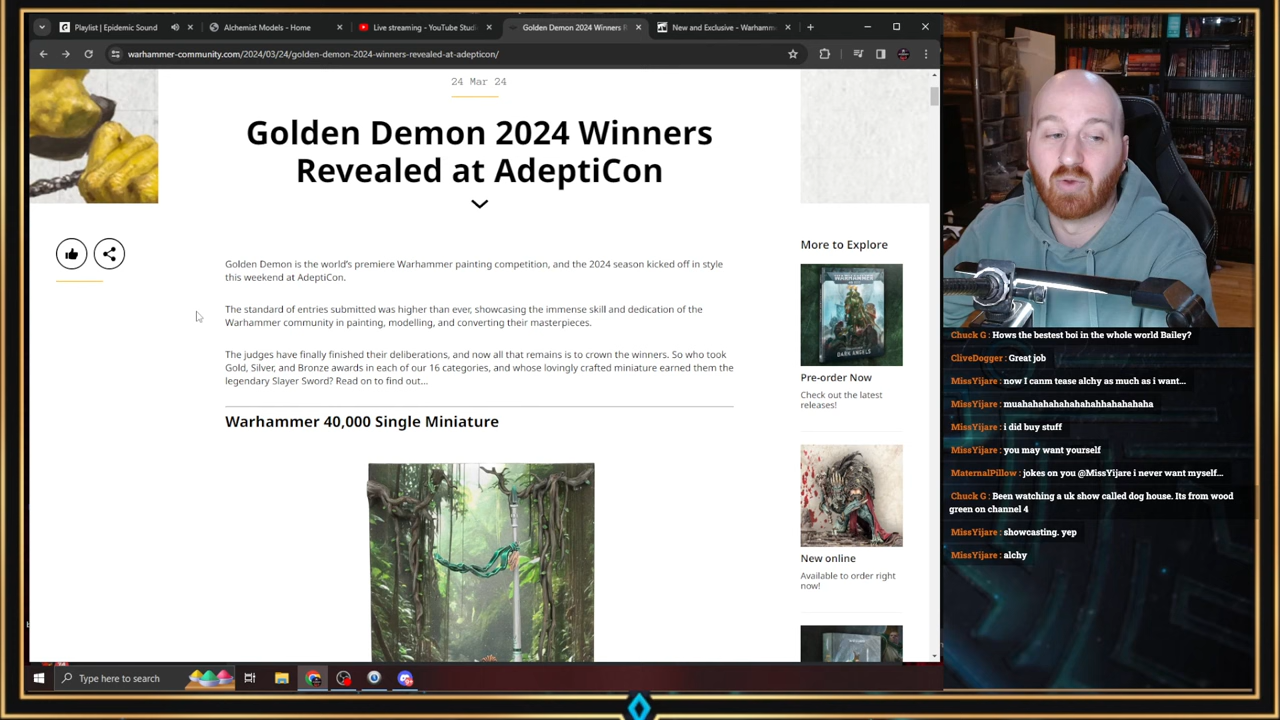 Playlist | Epidemic Sound
Alchemist Models - Home
Live streaming - YouTube Studi
Golden Demon 2024 Winners R
New and Exclusive - Warhamm
warhammer-community.com/2024/03/24/golden-demon-2024-winners-revealed-at-adepticon/
24 Mar 24
Golden Demon 2024 Winners
Revealed at AdeptiCon
Golden Demon is the world's premiere Warhammer painting competition, and the 2024 season kicked off in style
this weekend at AdeptiCon.
The standard of entries submitted was higher than ever, showcasing the immense skill and dedication of the
Warhammer community in painting, modelling, and converting their masterpieces.
The judges have finally finished their deliberations, and now all that remains is to crown the winners. So who took
Gold, Silver, and Bronze awards in each of our 16 categories, and whose lovingly crafted miniature earned them the
legendary Slayer Sword? Read on to find out...
Warhammer 40,000 Single Miniature
More to Explore
WARHAMMER
DARK ANGELS
Pre-order Now
Check out the latest
releases!
New online
Available to order right
now!
Type here to search
Chuck G : Hows the bestest boi in the whole world Bailey?
CliveDogger : Great job
MissYijare : now I canm tease alchy as much as i want...
MissYijare : muahahahahahahahhahahahaha
MissYijare : i did buy stuff
MissYijare : you may want yourself
MaternalPillow : jokes on you @MissYijare i never want myself...
Chuck G : Been watching a uk show called dog house. Its from wood
green on channel 4
MissYijare : showcasting. yep
MissYijare : alchy